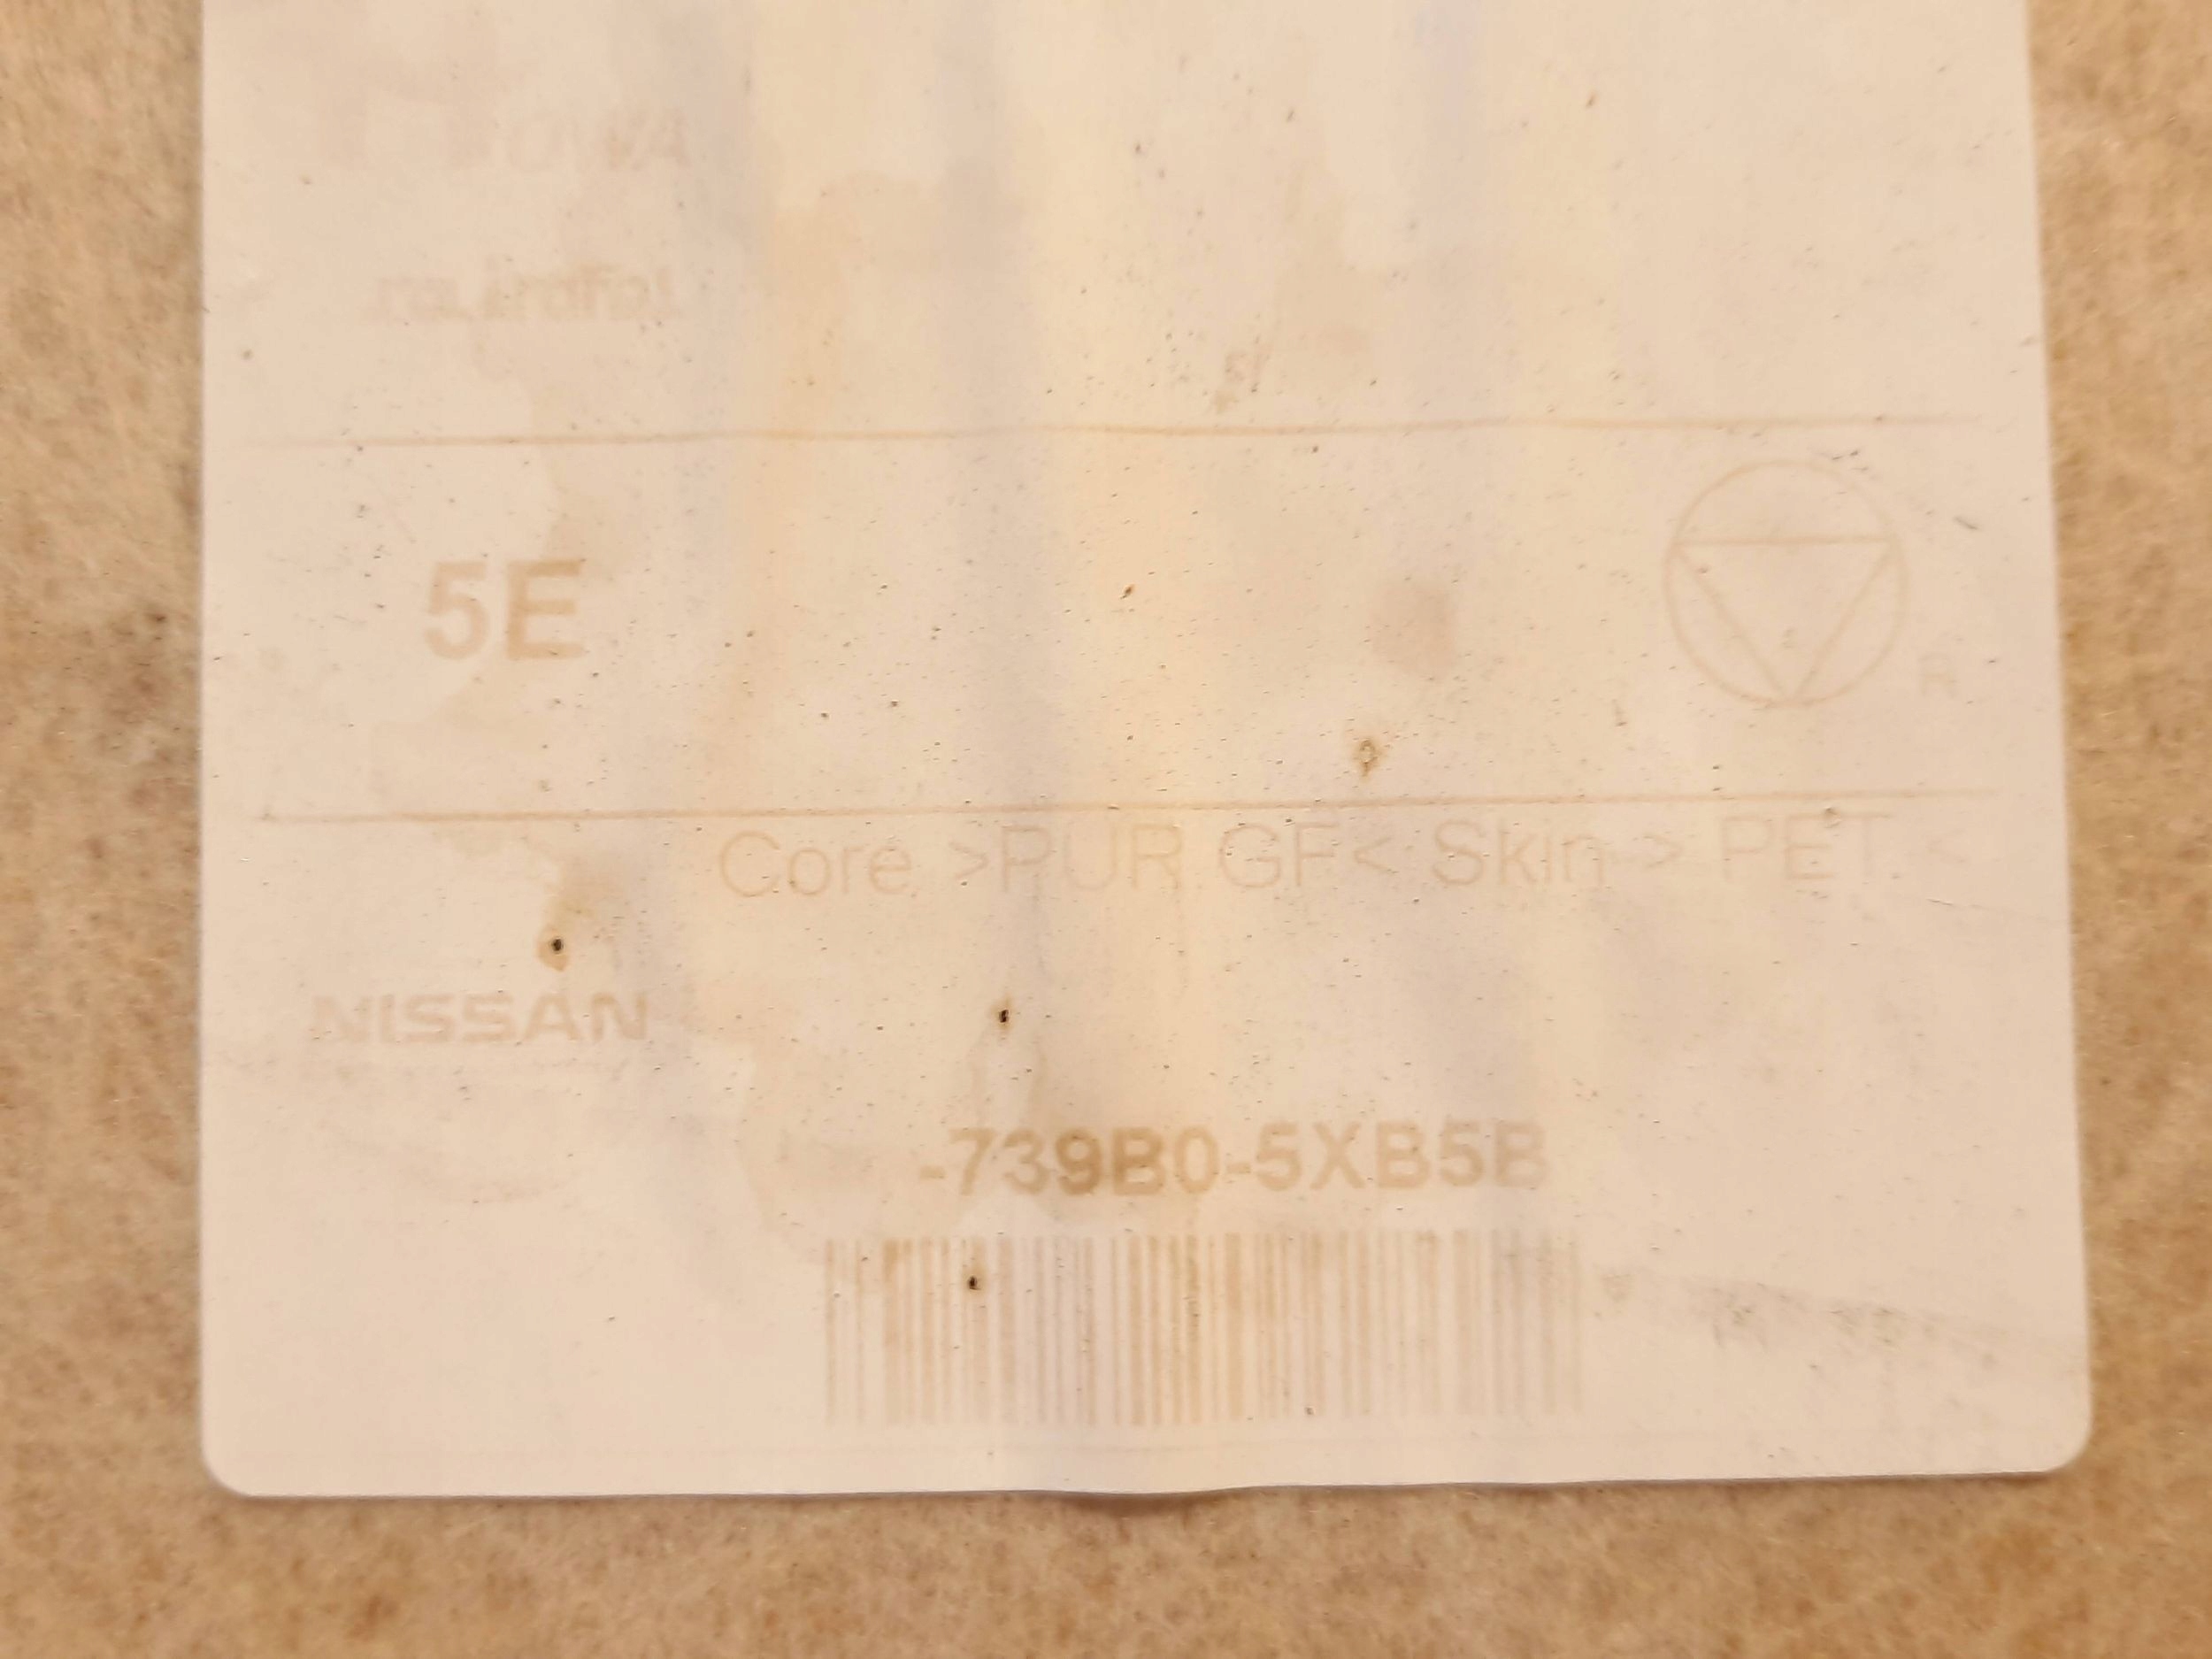 5E
R
Core >PUR GF< Skin > PET <
NISSAN
-739B0-5XB5B